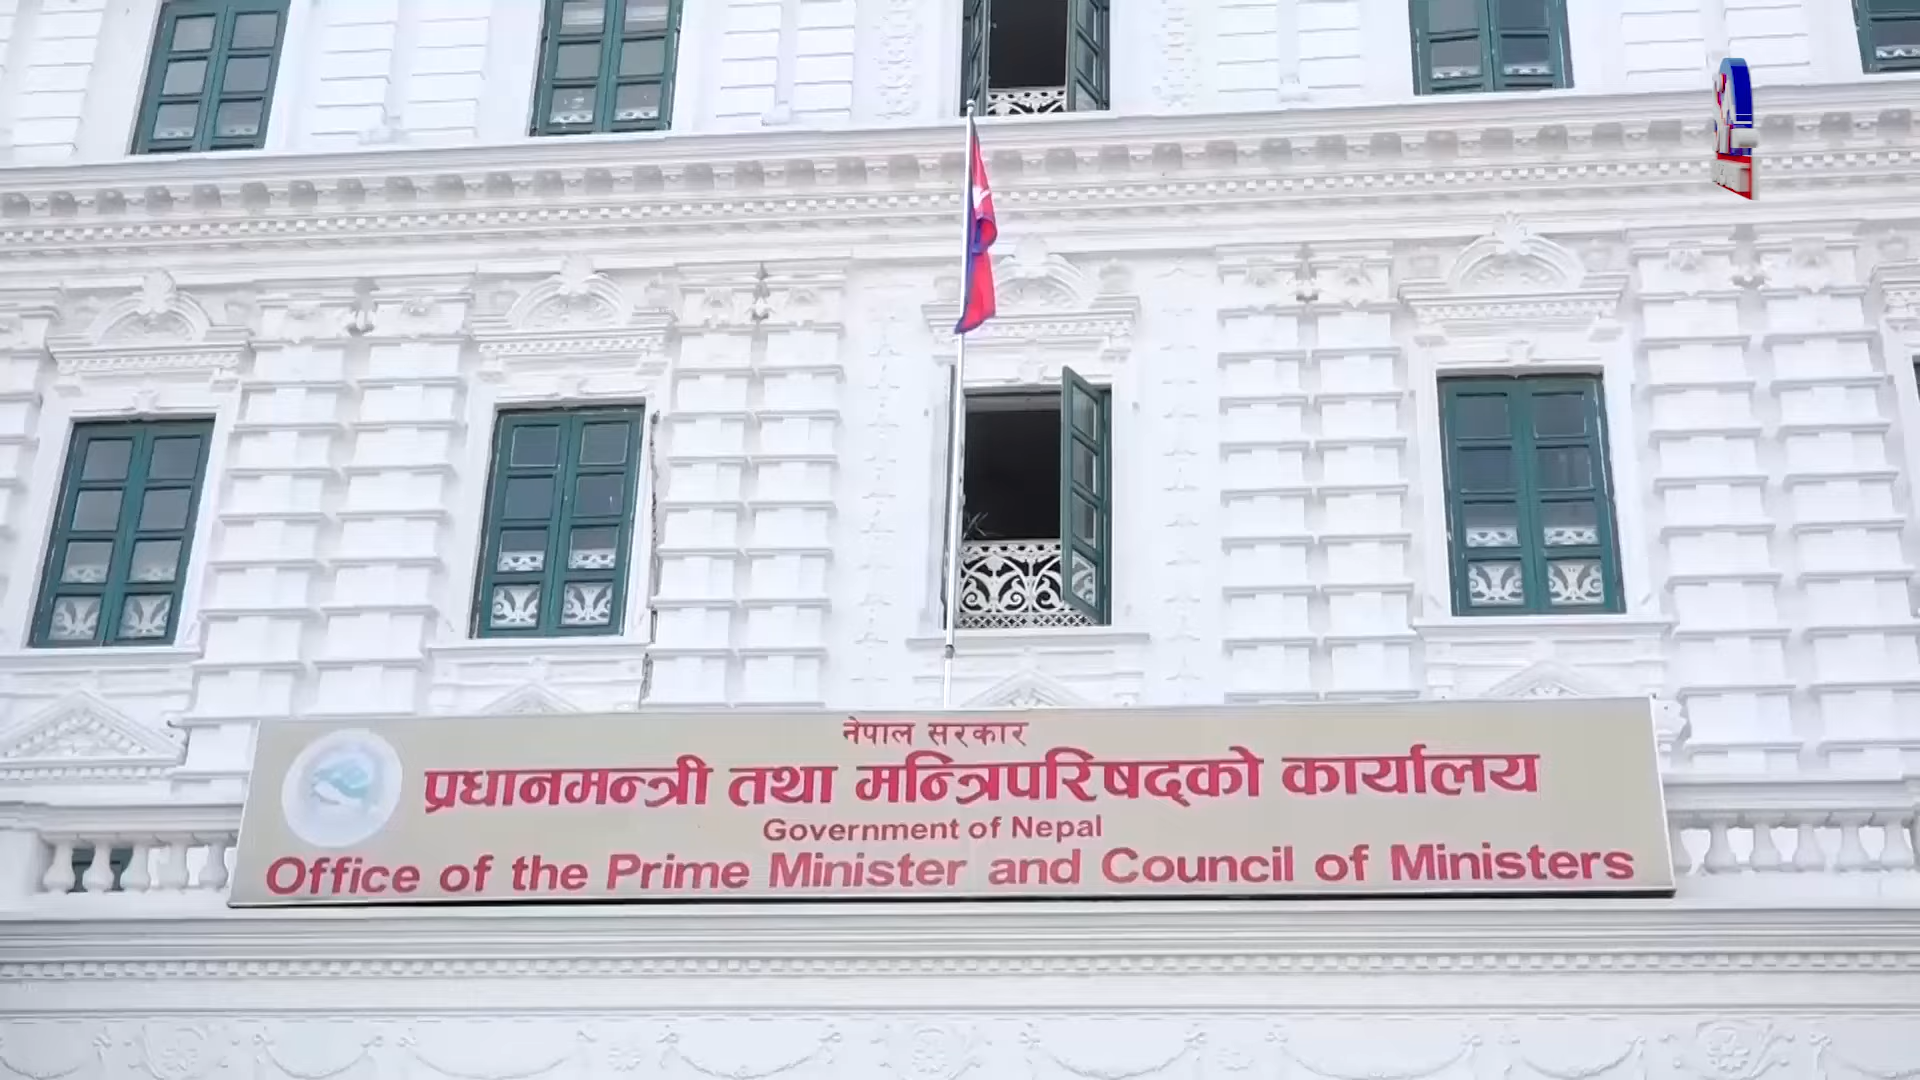 नेपाल सरकार
प्रधानमन्त्री तथा मन्त्रिपरिषद्को कार्यालय
Government of Nepal
Office of the Prime Minister and Council of Ministers